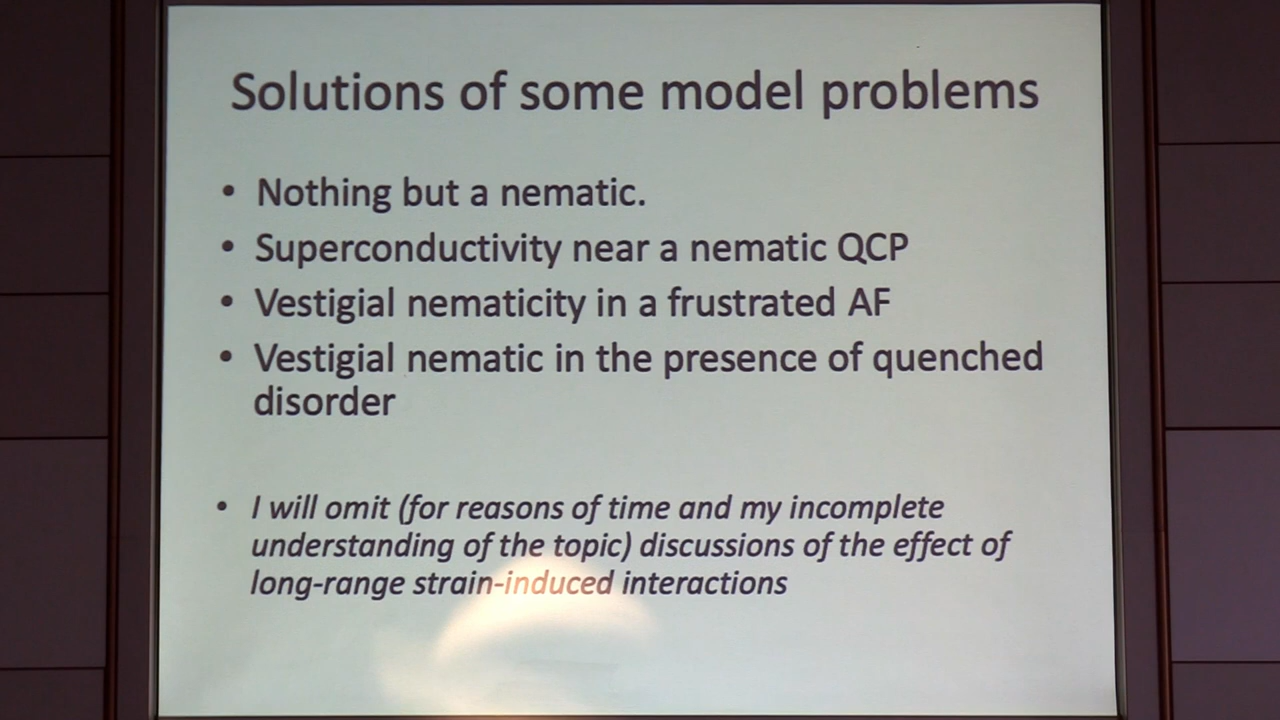 Solutions of some model problems
• Nothing but a nematic.
• Superconductivity near a nematic QCP
• Vestigial nematicity in a frustrated AF
• Vestigial nematic in the presence of quenched
disorder
• I will omit (for reasons of time and my incomplete
understanding of the topic) discussions of the effect of
long-range strain-induced interactions